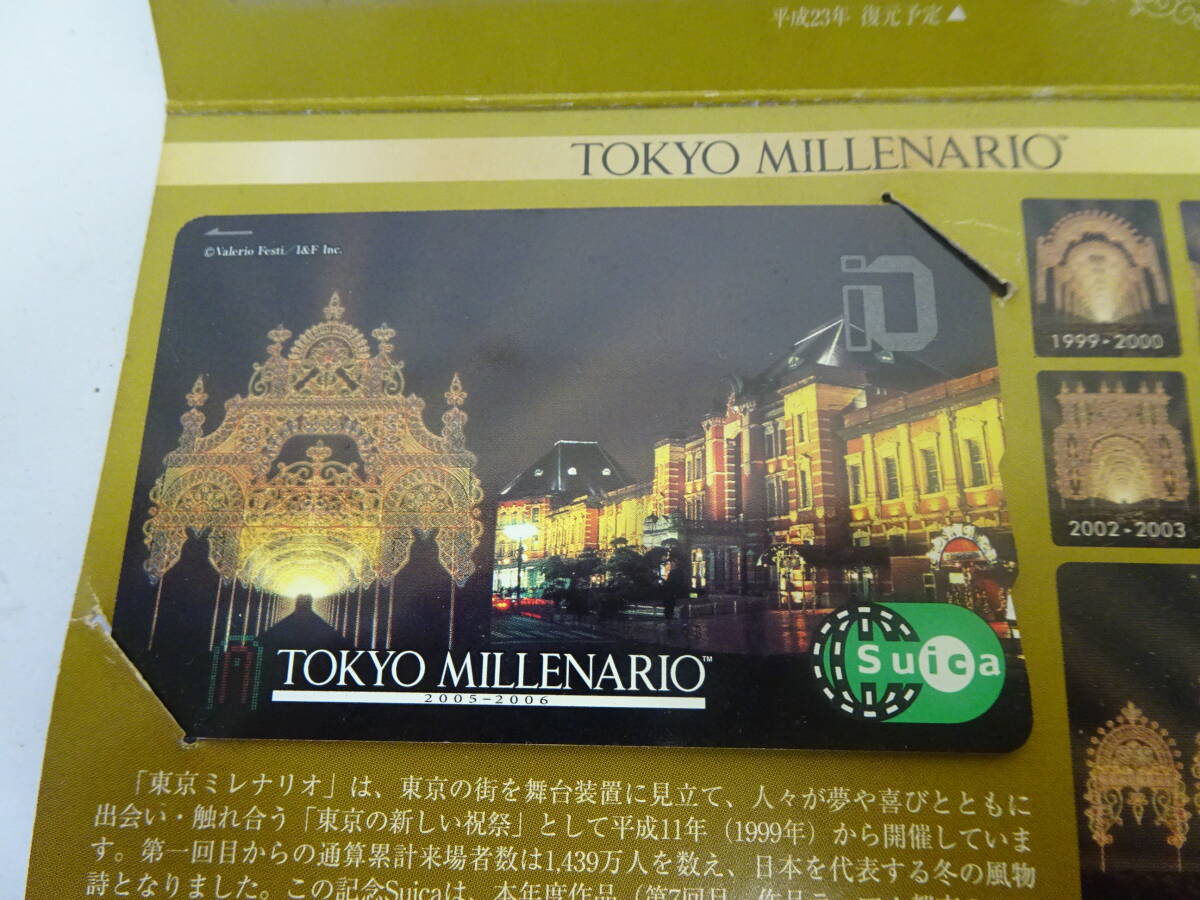 平成23年 復元予定▲
TOKYO MILLENARIO™
©Valerio Festi/I&F Inc.
iO
1999・2000
2002・2003
TOKYO MILLENARIO™
2005–2006
Suica
「東京ミレナリオ」は、東京の街を舞台装置に見立て、人々が夢や喜びとともに
出会い・触れ合う「東京の新しい祝祭」として平成11年（1999年）から開催していま
す。第一回目からの通算累計来場者数は1,439万人を数え、日本を代表する冬の風物
詩となりました。この記念Suicaは、本年度作品（第7回目